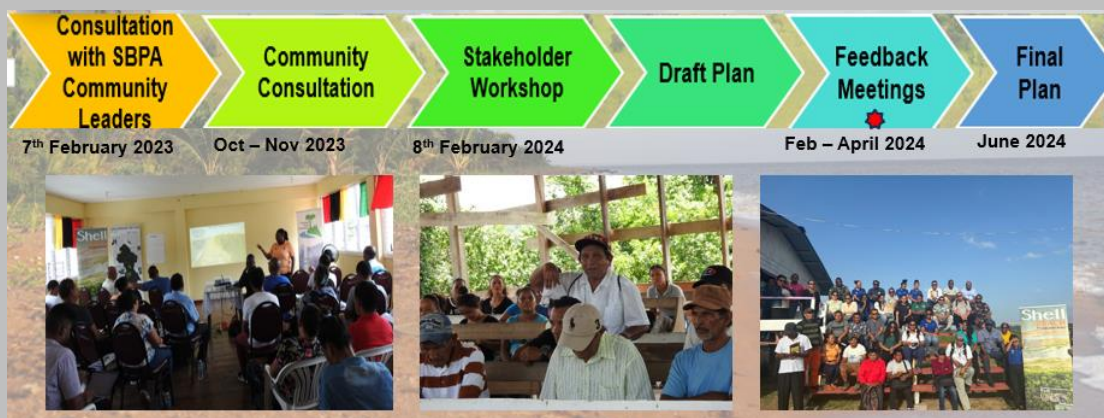 Consultation
with SBPA
Community
Leaders
Community
Consultation
Stakeholder
Workshop
Draft Plan
Feedback
Meetings
Final
Plan
7th February 2023
Oct – Nov 2023
8th February 2024
Feb – April 2024
June 2024
Shell
Shell